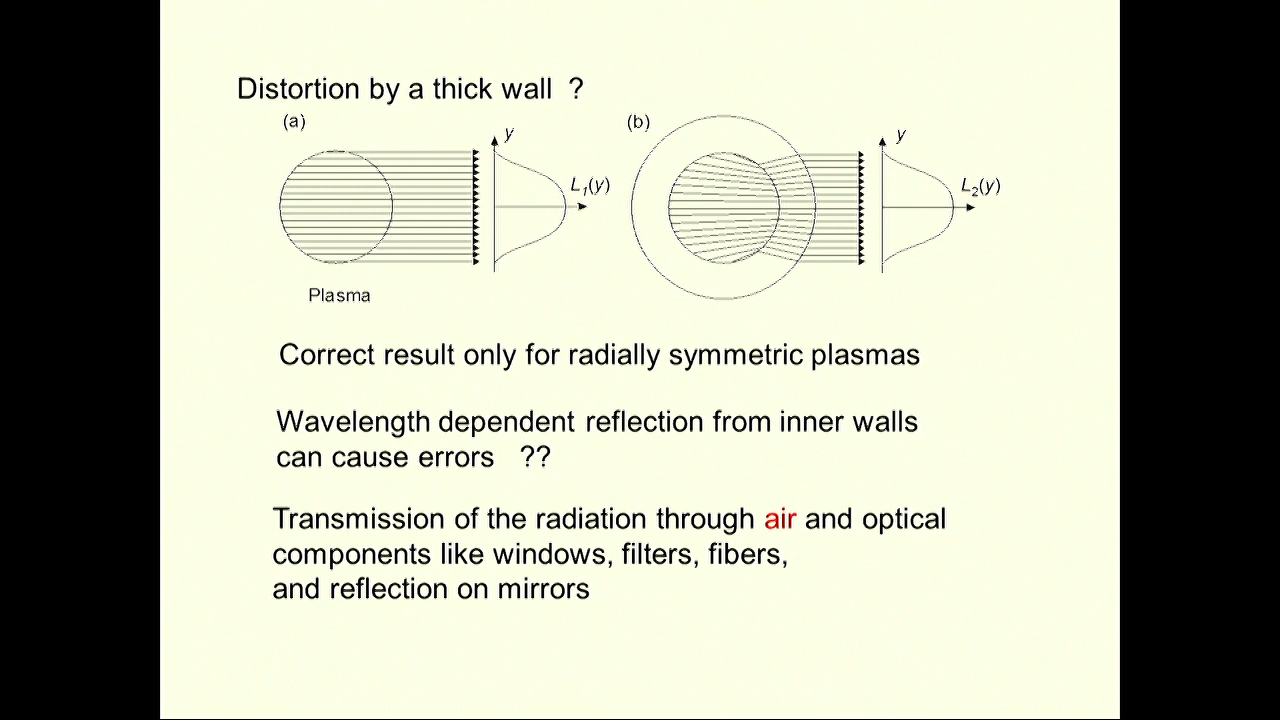 Distortion by a thick wall ?
(a)
y
L1(y)
Plasma
(b)
y
L2(y)
Correct result only for radially symmetric plasmas
Wavelength dependent reflection from inner walls
can cause errors ??
Transmission of the radiation through air and optical
components like windows, filters, fibers,
and reflection on mirrors